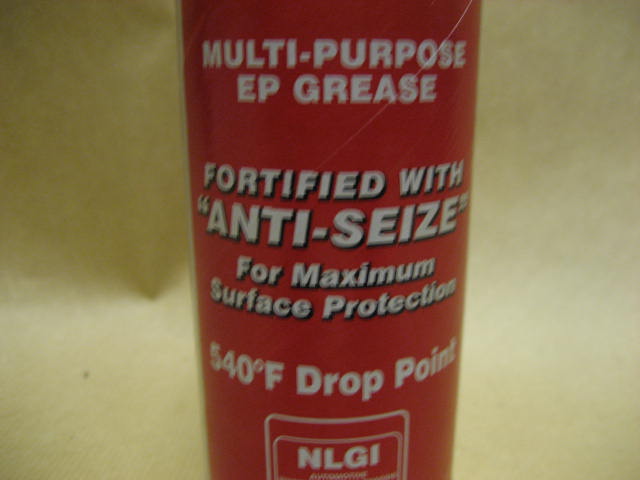 MULTI-PURPOSE
EP GREASE
FORTIFIED WITH
"ANTI-SEIZE"
For Maximum
Surface Protection
540°F Drop Point
NLGI